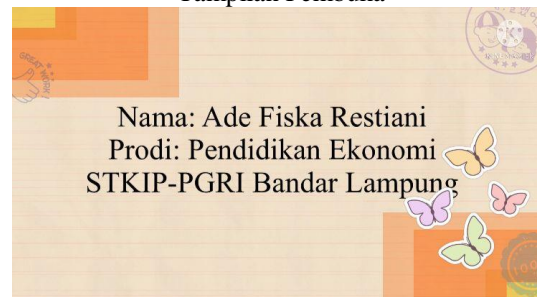 Nama: Ade Fiska Restiani
Prodi: Pendidikan Ekonomi
STKIP-PGRI Bandar Lampung